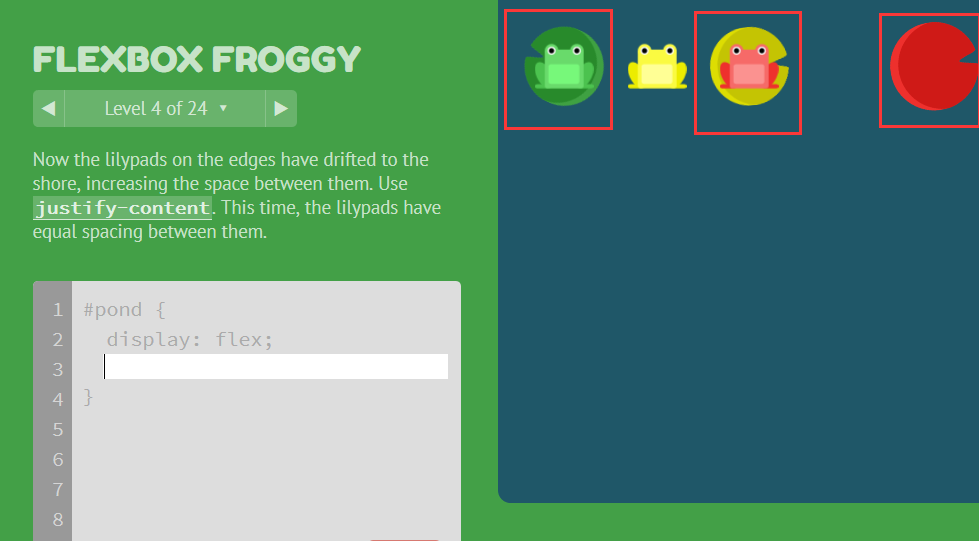 FLEXBOX FROGGY
Level 4 of 24
Now the lilypads on the edges have drifted to the
shore, increasing the space between them. Use
justify-content. This time, the lilypads have
equal spacing between them.
1 #pond {
2 display: flex;
3
4 }
5
6
7
8